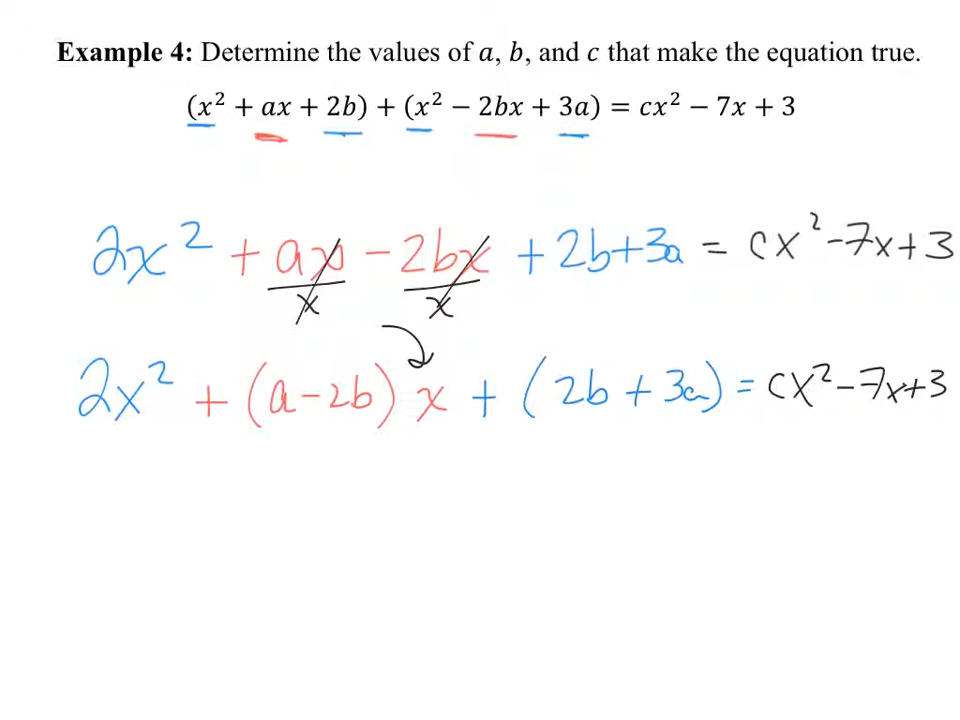 Example 4: Determine the values of a, b, and c that make the equation true.
(x² + ax + 2b) + (x² − 2bx + 3a) = cx² − 7x + 3
2x² + ax − 2bx + 2b + 3a = cx² − 7x + 3
x x
2x² + (a − 2b) x + (2b + 3a) = cx² − 7x + 3